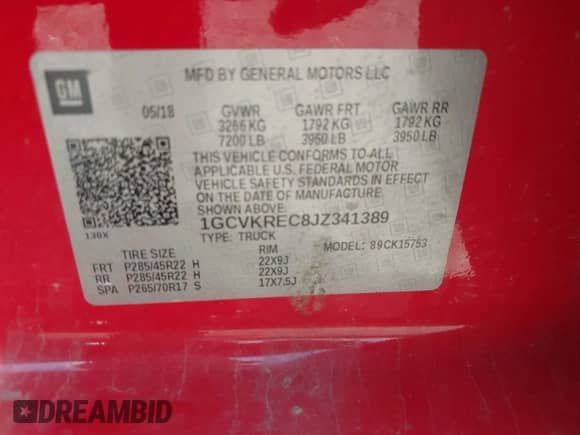 GM
MFD BY GENERAL MOTORS LLC
05/18 GVWR GAWR FRT GAWR RR
3266 KG 1792 KG 1792 KG
7200 LB 3950 LB 3950 LB
THIS VEHICLE CONFORMS TO ALL
APPLICABLE U.S. FEDERAL MOTOR
VEHICLE SAFETY STANDARDS IN EFFECT
ON THE DATE OF MANUFACTURE
SHOWN ABOVE.
1GCVKREC8JZ341389
138X
TYPE: TRUCK MODEL: 89CK15753
TIRE SIZE RIM
FRT P285/45R22 H 22X9J
RR P285/45R22 H 22X9J
SPA P265/70R17 S 17X7.5J
DREAMBID